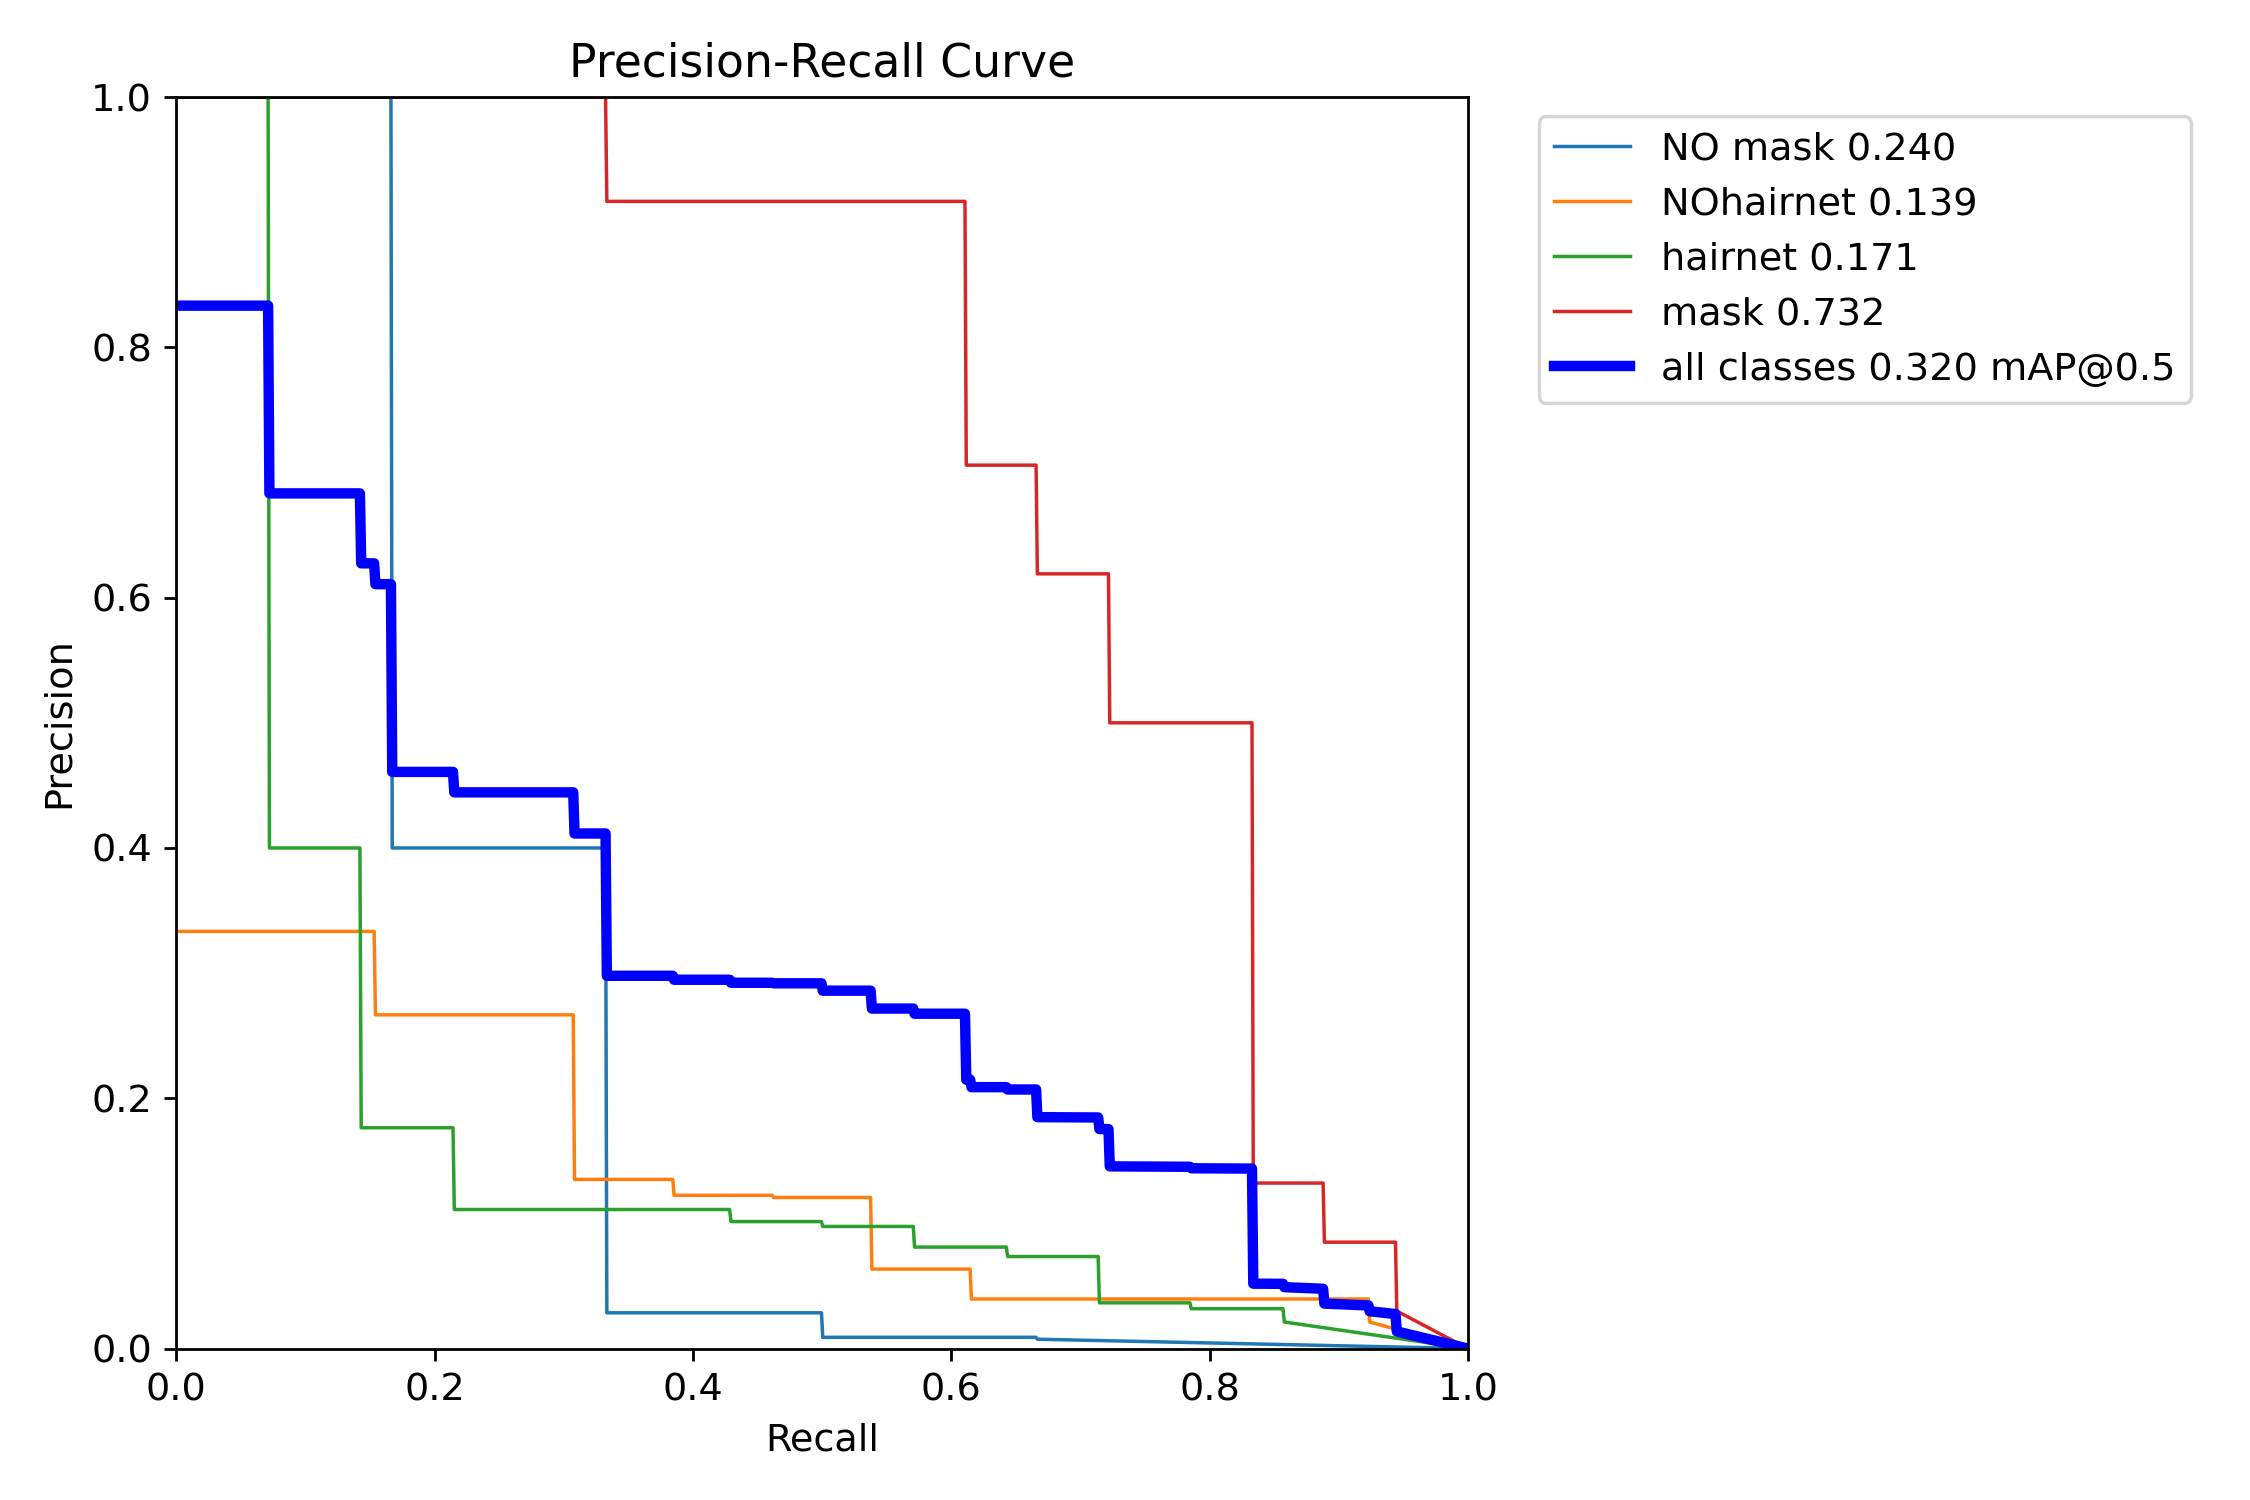 Precision-Recall Curve
1.0
0.8
0.6
0.4
0.2
0.0
Precision
0.0 0.2 0.4 0.6 0.8 1.0
Recall
NO mask 0.240
NOhairnet 0.139
hairnet 0.171
mask 0.732
all classes 0.320 mAP@0.5